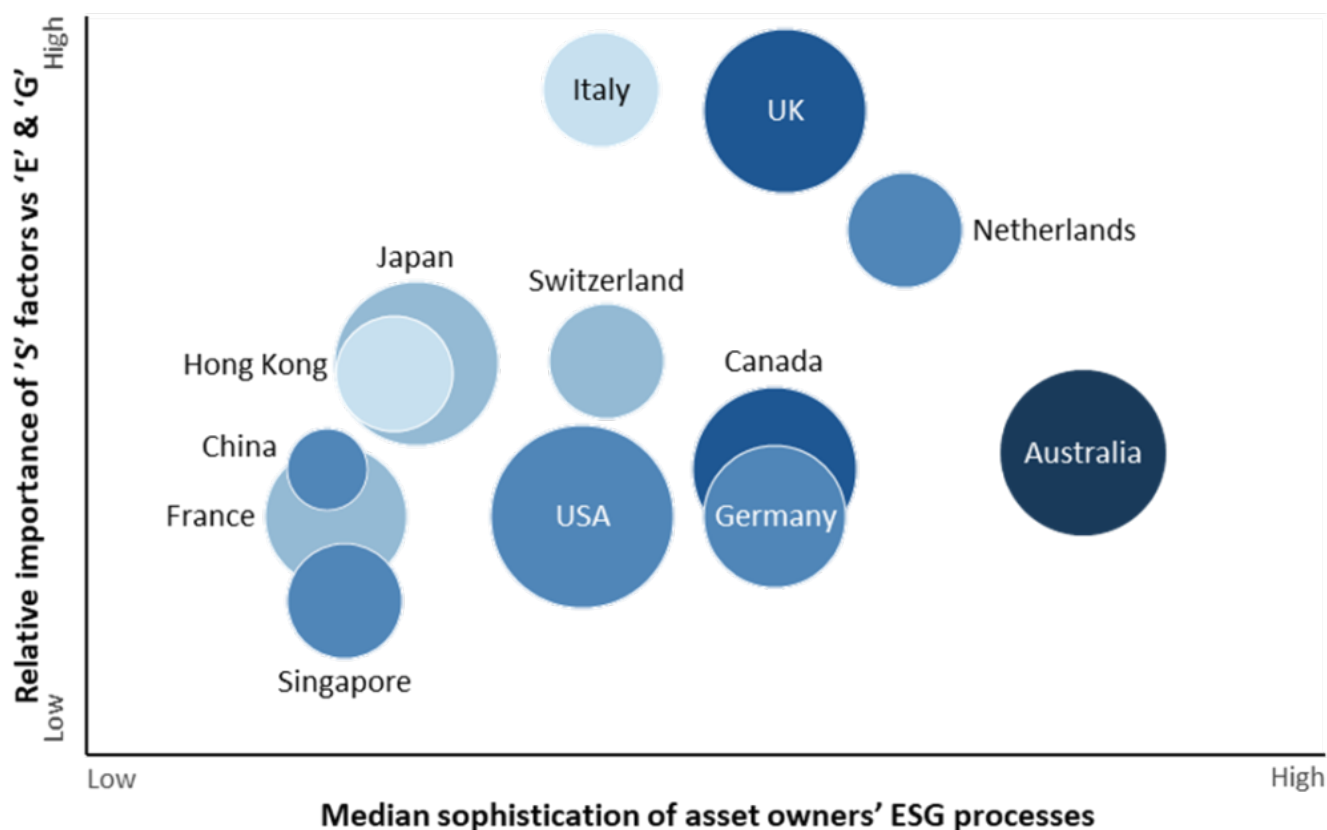 High
Relative importance of 'S' factors vs 'E' & 'G'
Low
Italy
UK
Netherlands
Japan
Switzerland
Hong Kong
Canada
China
Australia
France
USA
Germany
Singapore
Low
High
Median sophistication of asset owners' ESG processes